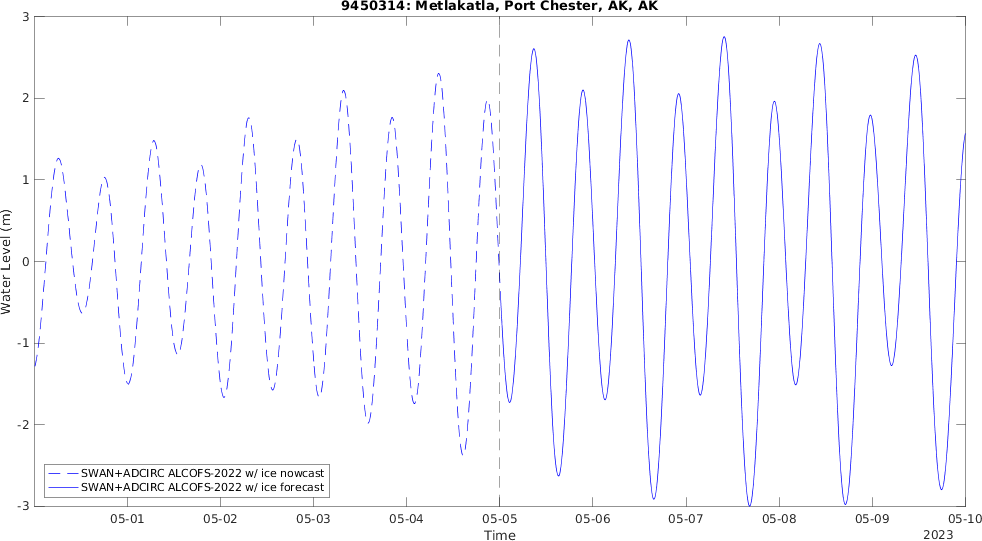 9450314: Metlakatla, Port Chester, AK, AK
3
2
1
0
-1
-2
-3
Water Level (m)
SWAN+ADCIRC ALCOFS-2022 w/ ice nowcast
SWAN+ADCIRC ALCOFS-2022 w/ ice forecast
05-01 05-02 05-03 05-04 05-05 05-06 05-07 05-08 05-09 05-10
Time
2023